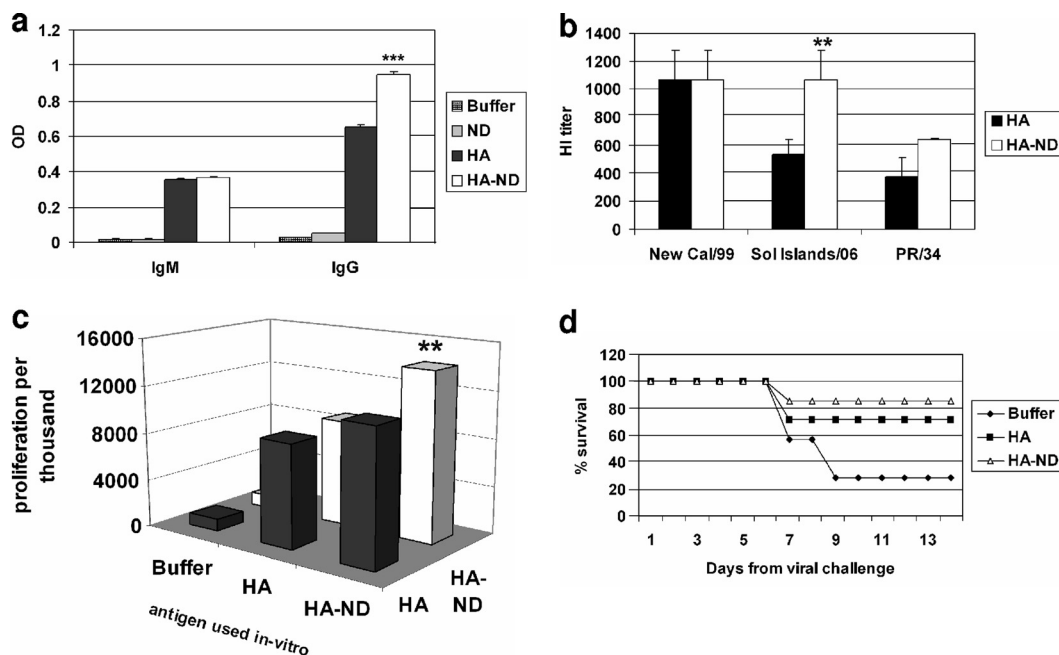 a
1.2
1
0.8
0.6
0.4
0.2
0
OD
***
IgM
IgG
Buffer
ND
HA
HA-ND
b
1400
1200
1000
800
600
400
200
0
HI titer
**
New Cal/99
Sol Islands/06
PR/34
HA
HA-ND
c
16000
12000
8000
4000
0
proliferation per
thousand
**
Buffer
HA
HA-ND
antigen used in-vitro
HA
HA-
ND
d
120
100
80
60
40
20
0
% survival
1
3
5
7
9
11
13
Days from viral challenge
Buffer
HA
HA-ND